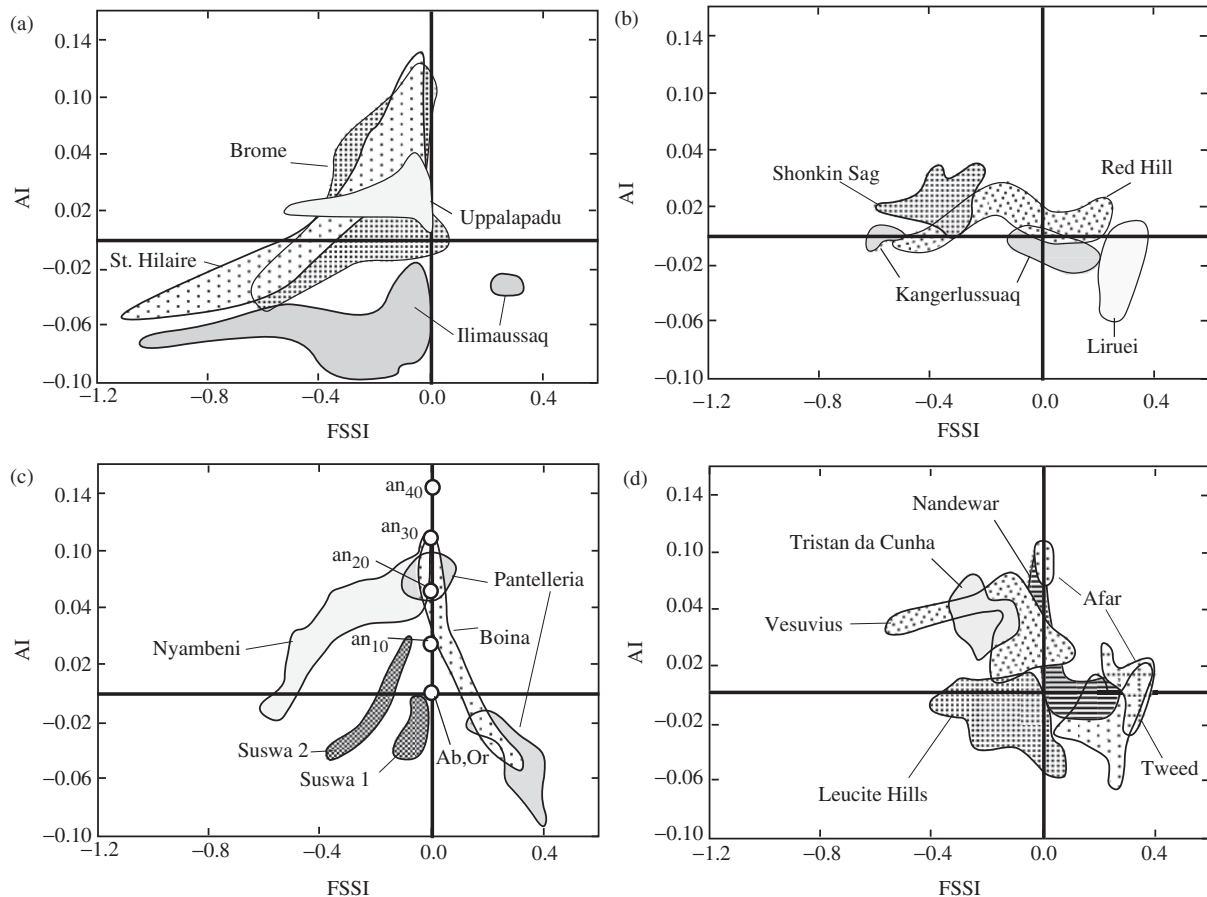 (a)
0.14
0.10
0.04
0.02
−0.02
−0.06
−0.10
AI
Brome
Uppalapadu
St. Hilaire
Ilimaussaq
−1.2
−0.8
−0.4
0.0
0.4
FSSI
(b)
0.14
0.10
0.04
0.02
−0.02
−0.06
−0.10
AI
Shonkin Sag
Red Hill
Kangerlussuaq
Liruei
−1.2
−0.8
−0.4
0.0
0.4
FSSI
(c)
0.14
0.10
0.04
0.02
−0.02
−0.06
−0.10
AI
an40
an30
an20
Pantelleria
Nyambeni
an10
Boina
Suswa 2
Suswa 1
Ab,Or
−1.2
−0.8
−0.4
0.0
0.4
FSSI
(d)
0.14
0.10
0.04
0.02
−0.02
−0.06
−0.10
AI
Nandewar
Tristan da Cunha
Afar
Vesuvius
Leucite Hills
Tweed
−1.2
−0.8
−0.4
0.0
0.4
FSSI